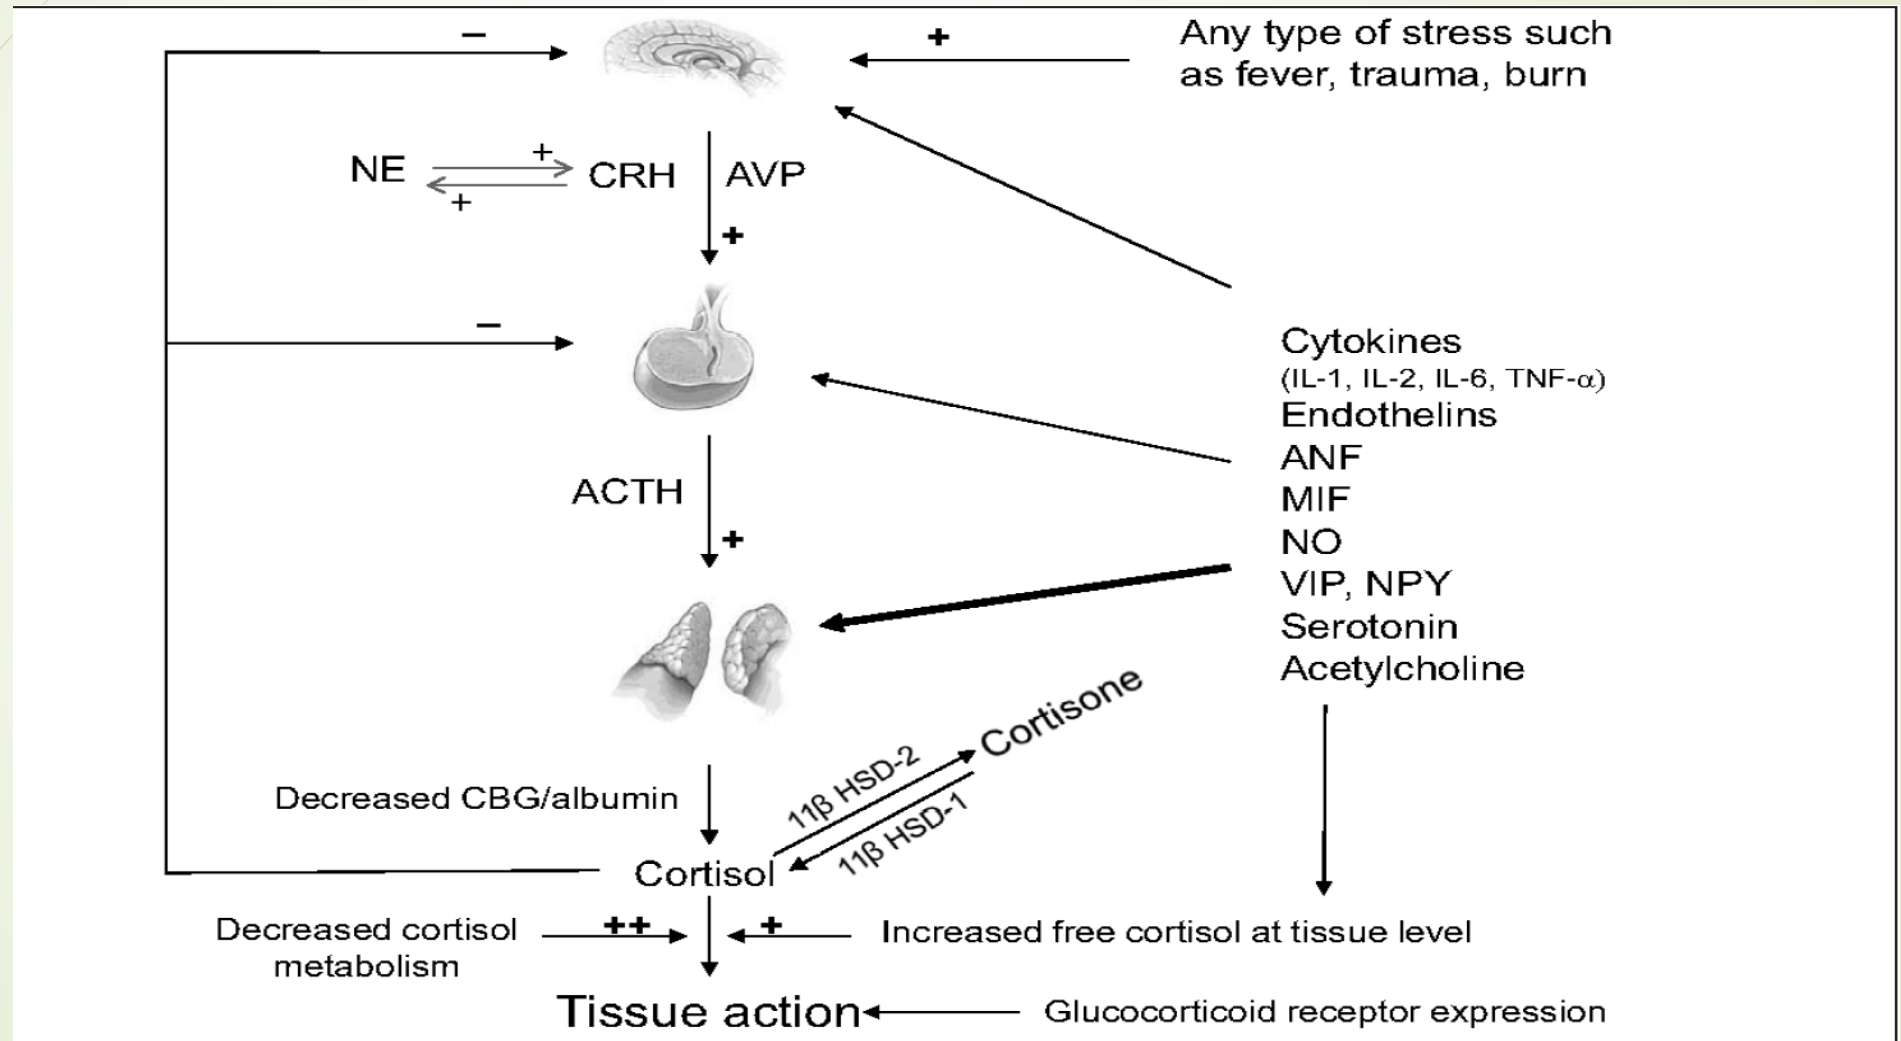 Any type of stress such
as fever, trauma, burn
−
+
NE
+
+
CRH
AVP
+
−
Cytokines
(IL-1, IL-2, IL-6, TNF-α)
Endothelins
ANF
MIF
NO
VIP, NPY
Serotonin
Acetylcholine
ACTH
+
Cortisone
11β HSD-2
11β HSD-1
Decreased CBG/albumin
Cortisol
Decreased cortisol
metabolism
++
+
Increased free cortisol at tissue level
Tissue action
Glucocorticoid receptor expression